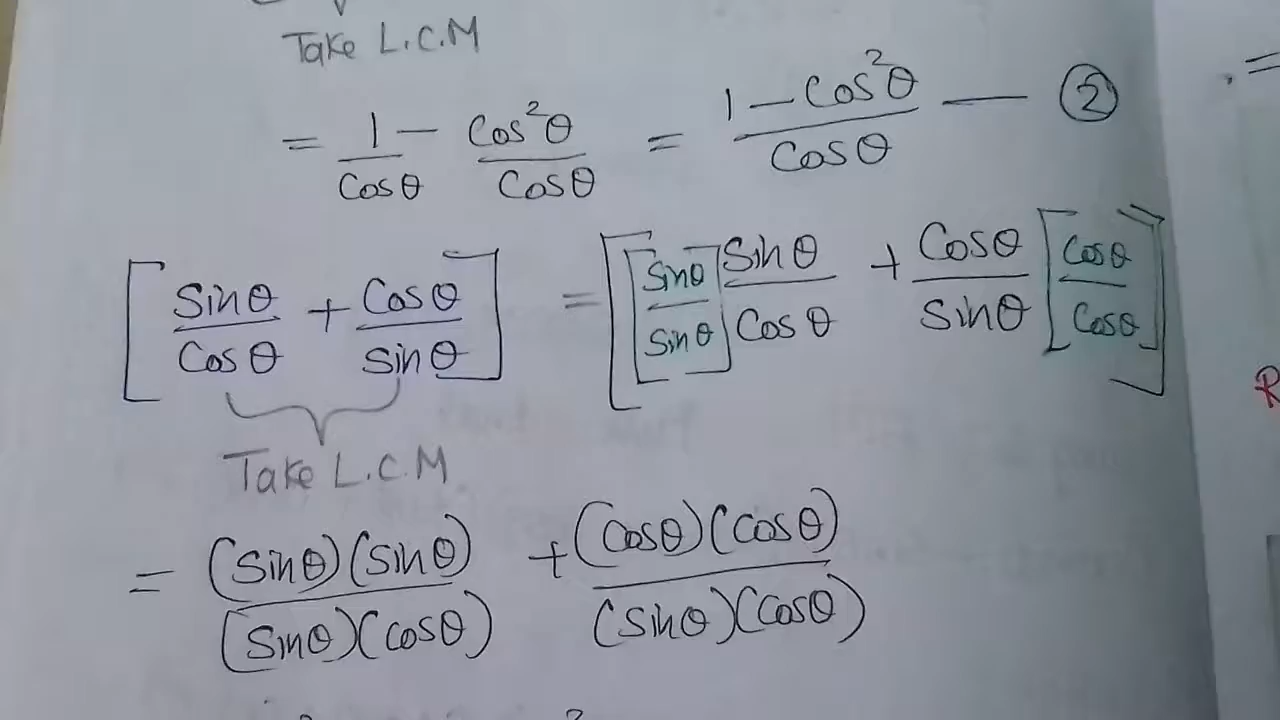 Take L.C.M
= 1/Cosθ - Cos²θ/Cosθ = 1 - Cos²θ/Cosθ — ②
[Sinθ/Cosθ + Cosθ/sinθ] = [[Sinθ/Sinθ] Sinθ/Cosθ + Cosθ/sinθ [Cosθ/Cosθ]]
Take L.C.M
= (sinθ)(sinθ)/(sinθ)(cosθ) + (Cosθ)(Cosθ)/(sinθ)(cosθ)